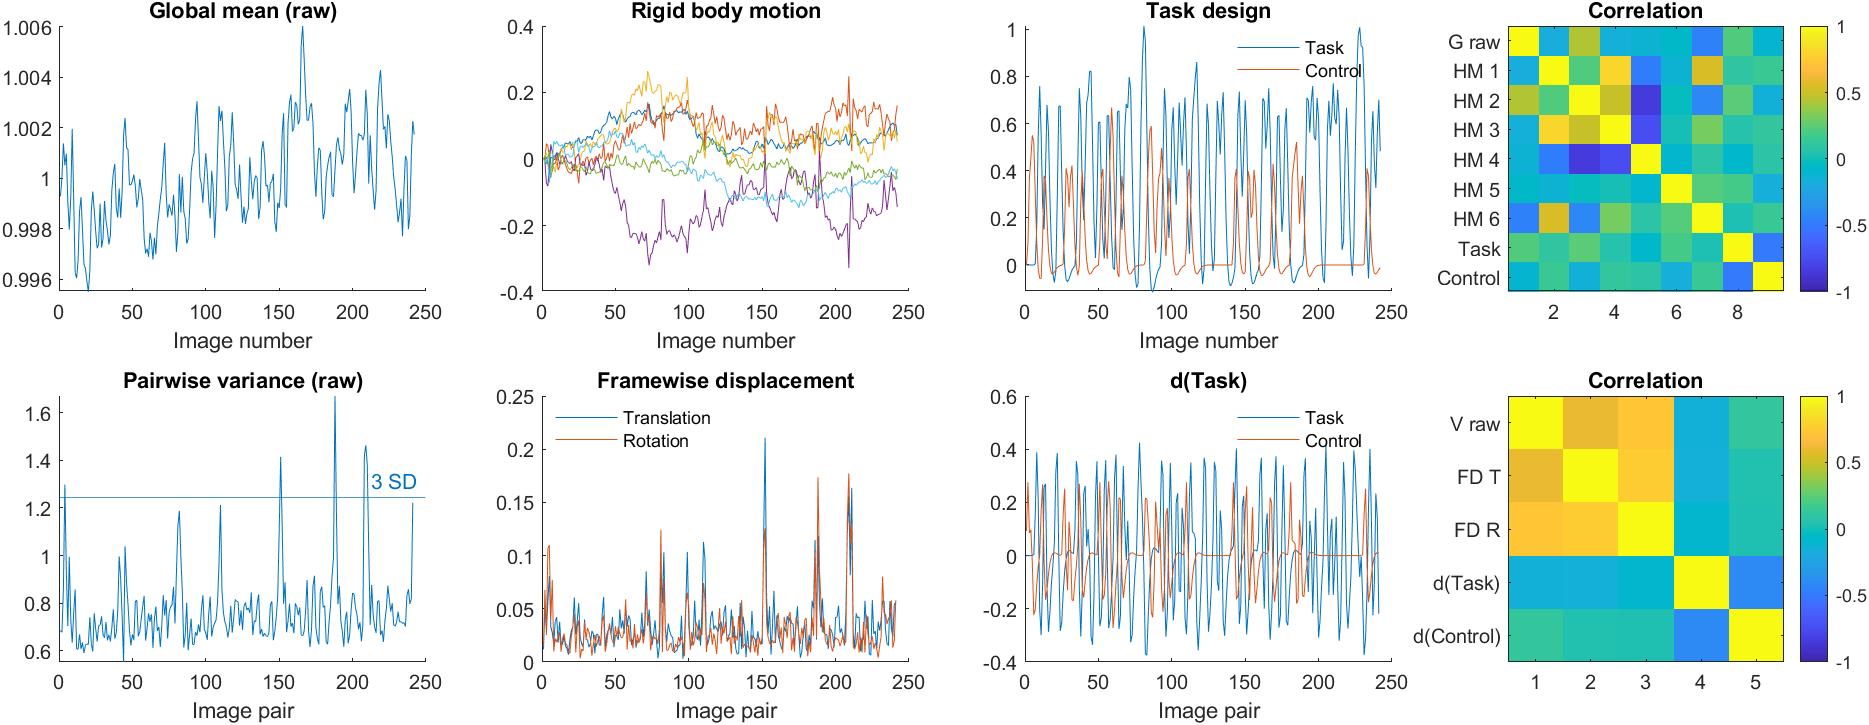 Global mean (raw)
1.006
1.004
1.002
1
0.998
0.996
0 50 100 150 200 250
Image number
Rigid body motion
0.4
0.2
0
-0.2
-0.4
0 50 100 150 200 250
Image number
Task design
1
0.8
0.6
0.4
0.2
0
Task
Control
0 50 100 150 200 250
Image number
Correlation
G raw
HM 1
HM 2
HM 3
HM 4
HM 5
HM 6
Task
Control
2 4 6 8
1
0.5
0
-0.5
-1
Pairwise variance (raw)
1.6
1.4
1.2
1
0.8
0.6
3 SD
0 50 100 150 200 250
Image pair
Framewise displacement
0.25
0.2
0.15
0.1
0.05
0
Translation
Rotation
0 50 100 150 200 250
Image pair
d(Task)
0.6
0.4
0.2
0
-0.2
-0.4
Task
Control
0 50 100 150 200 250
Image pair
Correlation
V raw
FD T
FD R
d(Task)
d(Control)
1 2 3 4 5
1
0.5
0
-0.5
-1